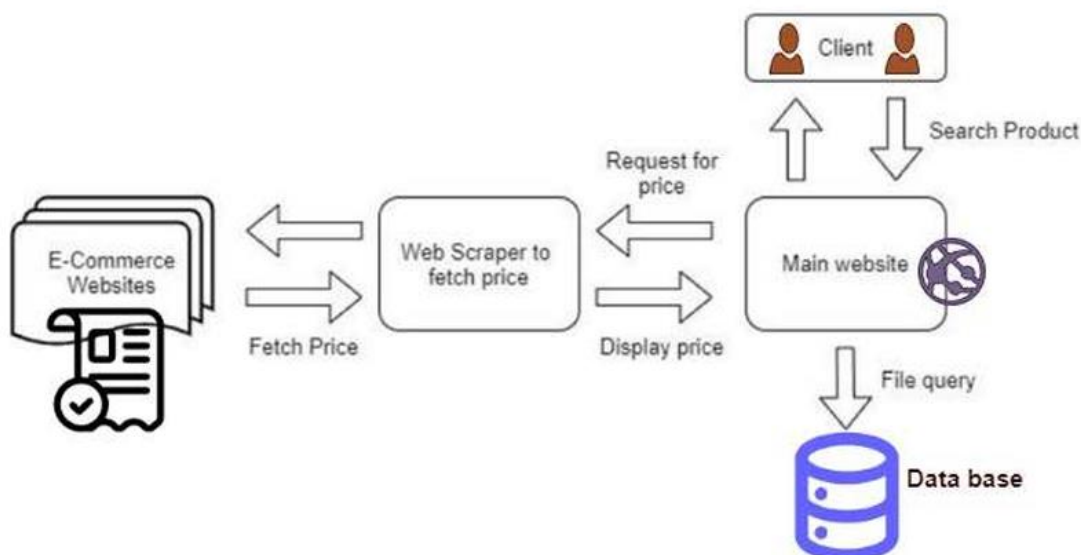 Client
Search Product
Request for
price
E-Commerce
Websites
Web Scraper to
fetch price
Main website
Fetch Price
Display price
File query
Data base